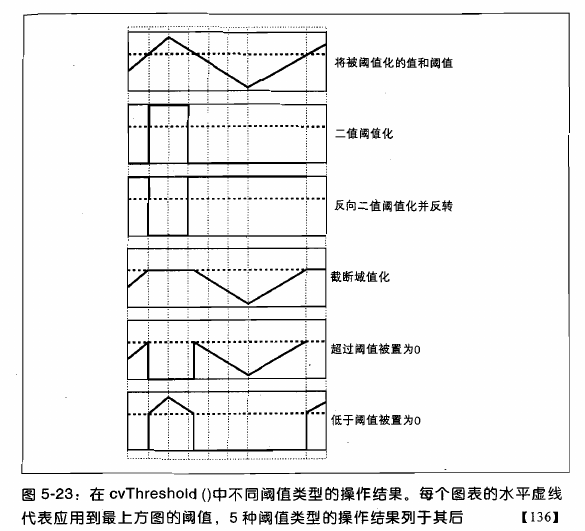 将被阈值化的值和阈值
二值阈值化
反向二值阈值化并反转
截断域值化
超过阈值被置为0
低于阈值被置为0
图 5-23：在 cvThreshold ()中不同阈值类型的操作结果。每个图表的水平虚线
代表应用到最上方图的阈值，5 种阈值类型的操作结果列于其后 【136】